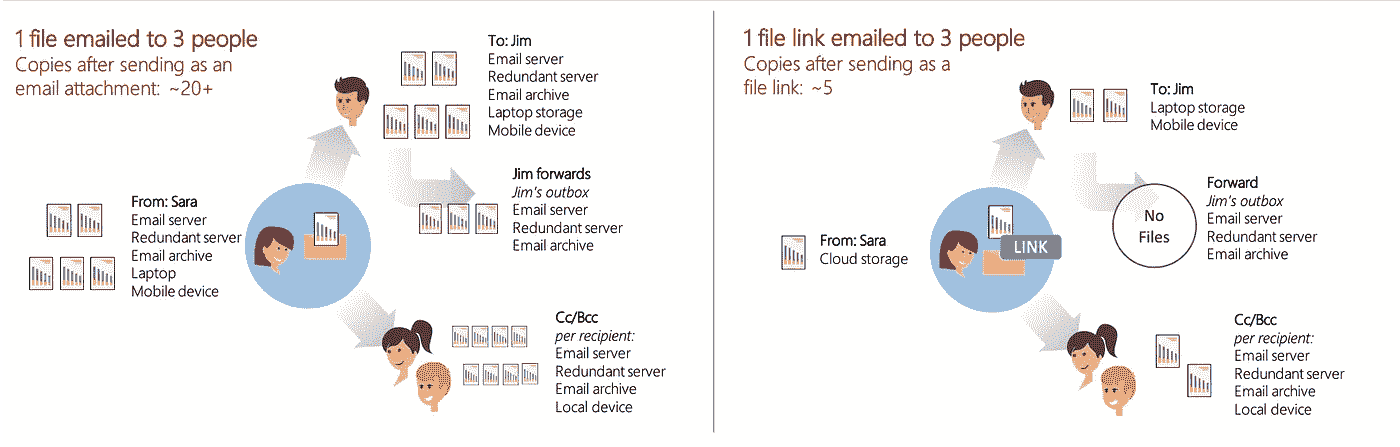 1 file emailed to 3 people
Copies after sending as an
email attachment: ~20+
To: Jim
Email server
Redundant server
Email archive
Laptop storage
Mobile device
Jim forwards
Jim's outbox
Email server
Redundant server
Email archive
From: Sara
Email server
Redundant server
Email archive
Laptop
Mobile device
Cc/Bcc
per recipient:
Email server
Redundant server
Email archive
Local device
1 file link emailed to 3 people
Copies after sending as a
file link: ~5
To: Jim
Laptop storage
Mobile device
No
Files
Forward
Jim's outbox
Email server
Redundant server
Email archive
From: Sara
Cloud storage
LINK
Cc/Bcc
per recipient:
Email server
Redundant server
Email archive
Local device